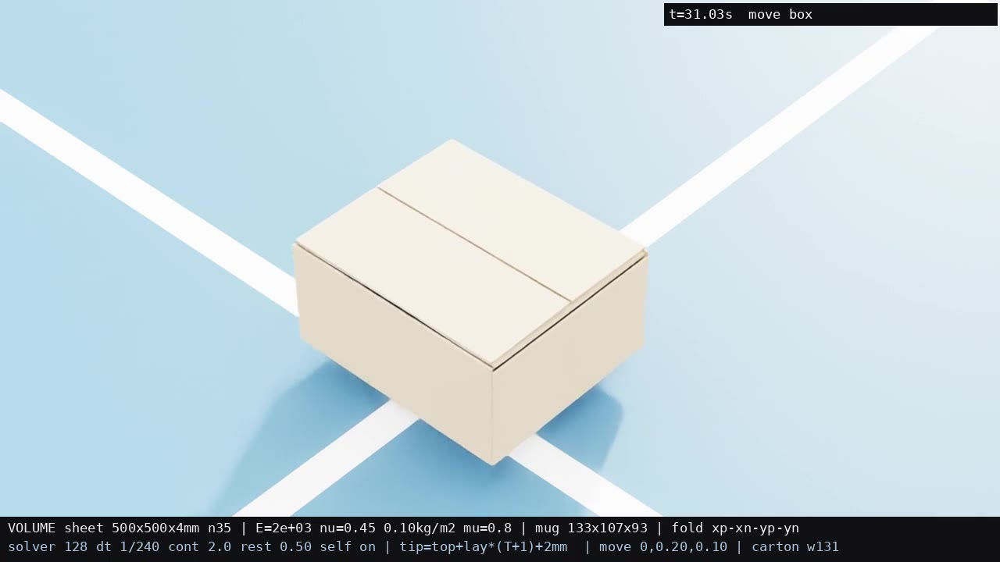 t=31.03s  move box
VOLUME sheet 500x500x4mm n35 | E=2e+03 nu=0.45 0.10kg/m2 mu=0.8 | mug 133x107x93 | fold xp-xn-yp-yn
solver 128 dt 1/240 cont 2.0 rest 0.50 self on | tip=top+lay*(T+1)+2mm  | move 0,0.20,0.10 | carton w131